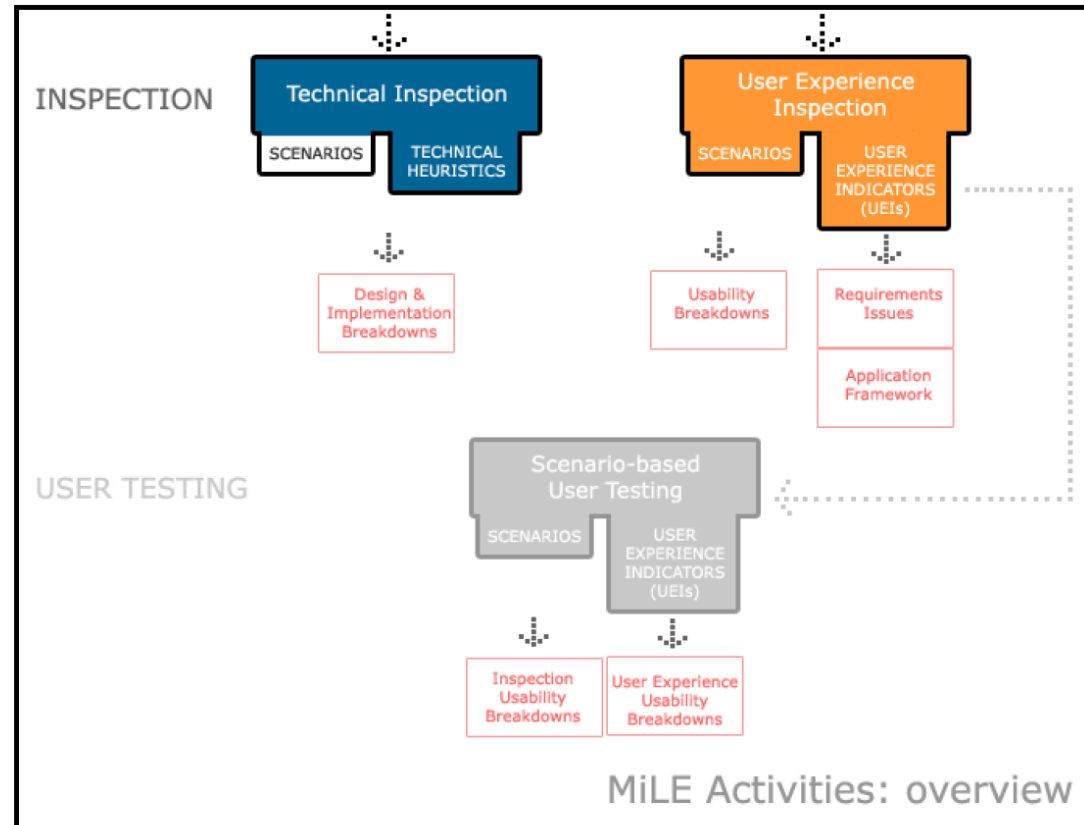 INSPECTION
Technical Inspection
SCENARIOS
TECHNICAL
HEURISTICS
User Experience
Inspection
SCENARIOS
USER
EXPERIENCE
INDICATORS
(UEIs)
Design &
Implementation
Breakdowns
Usability
Breakdowns
Requirements
Issues
Application
Framework
USER TESTING
Scenario-based
User Testing
SCENARIOS
USER
EXPERIENCE
INDICATORS
(UEIs)
Inspection
Usability
Breakdowns
User Experience
Usability
Breakdowns
MiLE Activities: overview